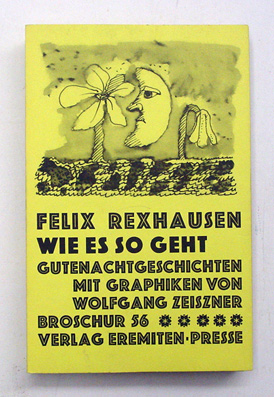 FELIX REXHAUSEN
WIE ES SO GEHT
GUTENACHTGESCHICHTEN
MIT GRAPHIKEN VON
WOLFGANG ZEISZNER
BROSCHUR 56
VERLAG EREMITEN-PRESSE